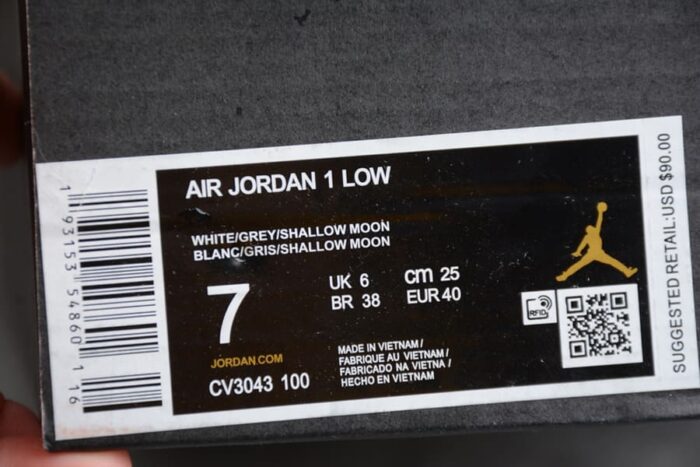 AIR JORDAN 1 LOW
WHITE/GREY/SHALLOW MOON
BLANC/GRIS/SHALLOW MOON
7
UK 6 cm 25
BR 38 EUR 40
JORDAN.COM
CV3043 100
MADE IN VIETNAM/
FABRIQUE AU VIETNAM/
FABRICADO NA VIETNA/
HECHO EN VIETNAM
RFID
SUGGESTED RETAIL:USD $90.00
1 93153 54860 1 6